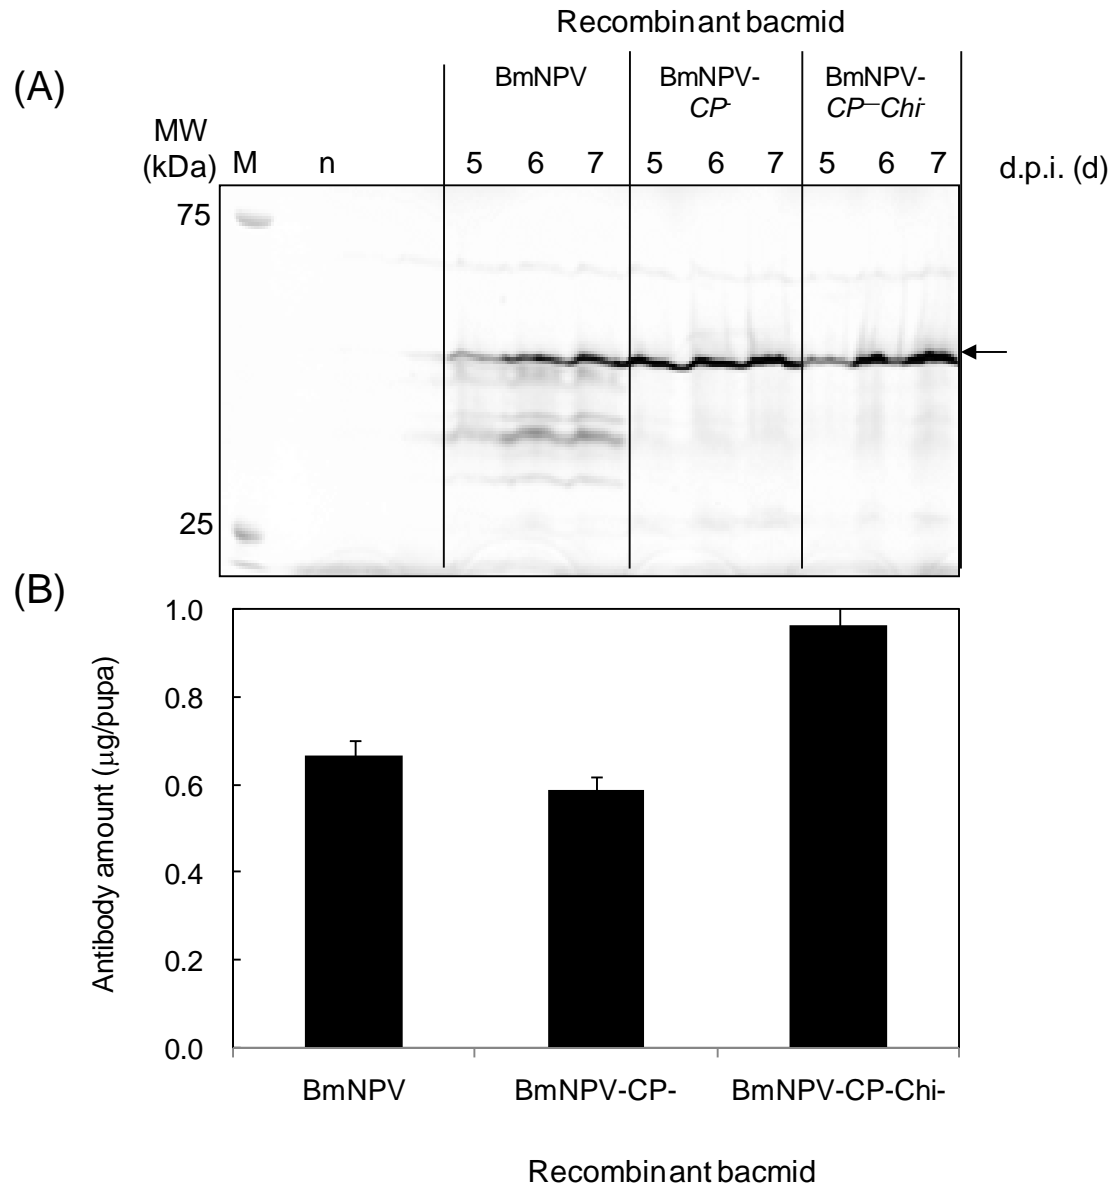 Recombinant bacmid
(A)
BmNPV
BmNPV-
CP-
BmNPV-
CP—Chi-
MW
(kDa)
M n 5 6 7 5 6 7 5 6 7 d.p.i. (d)
75
25
(B)
1.0
0.8
0.6
0.4
0.2
0.0
Antibody amount (μg/pupa)
BmNPV BmNPV-CP- BmNPV-CP-Chi-
Recombinant bacmid